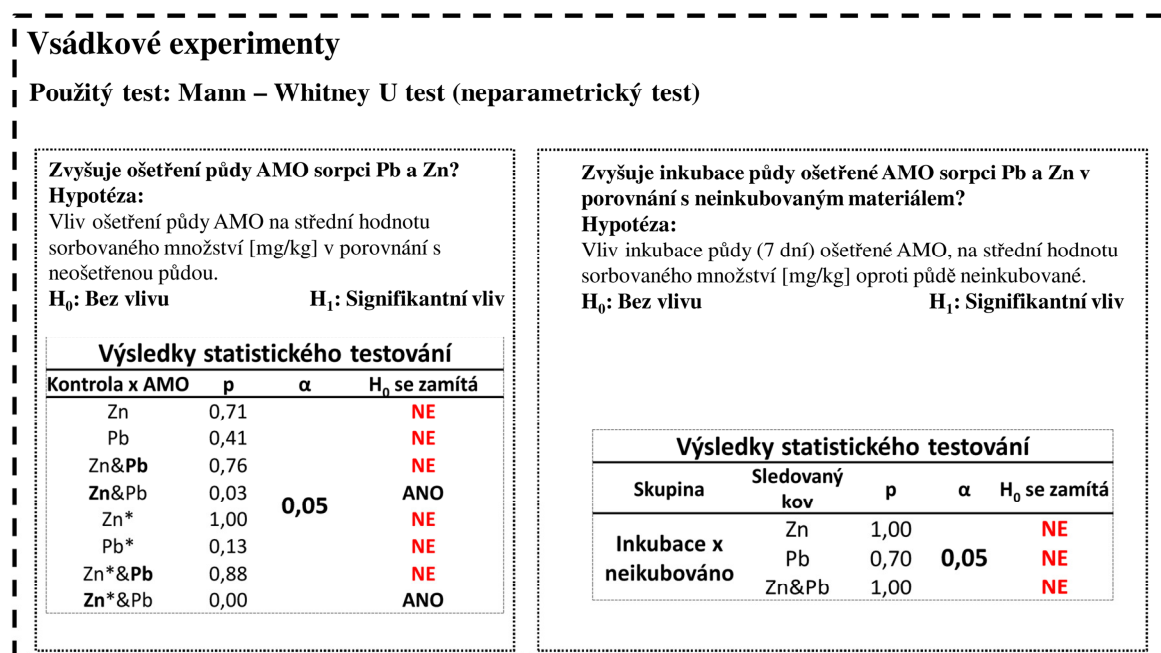 Vsádkové experimenty
Použitý test: Mann – Whitney U test (neparametrický test)
Zvyšuje ošetření půdy AMO sorpci Pb a Zn?
Hypotéza:
Vliv ošetření půdy AMO na střední hodnotu
sorbovaného množství [mg/kg] v porovnání s
neošetřenou půdou.
H0: Bez vlivu H1: Signifikantní vliv
Výsledky statistického testování
Kontrola x AMO p α H0 se zamítá
Zn 0,71 NE
Pb 0,41 NE
Zn&Pb 0,76 NE
Zn&Pb 0,03 ANO
0,05
Zn* 1,00 NE
Pb* 0,13 NE
Zn*&Pb 0,88 NE
Zn*&Pb 0,00 ANO
Zvyšuje inkubace půdy ošetřené AMO sorpci Pb a Zn v
porovnání s neinkubovaným materiálem?
Hypotéza:
Vliv inkubace půdy (7 dní) ošetřené AMO, na střední hodnotu
sorbovaného množství [mg/kg] oproti půdě neinkubované.
H0: Bez vlivu H1: Signifikantní vliv
Výsledky statistického testování
Skupina Sledovaný kov p α H0 se zamítá
Inkubace x neikubováno
Zn 1,00 NE
Pb 0,70 0,05 NE
Zn&Pb 1,00 NE